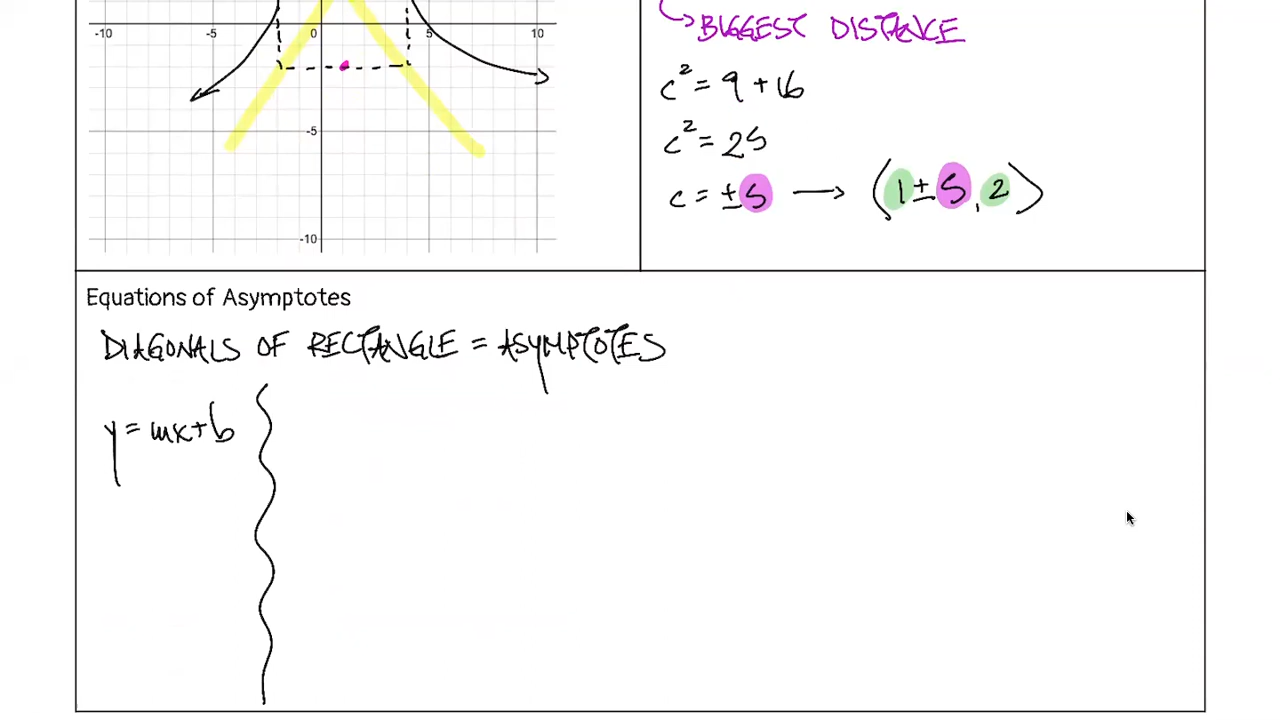 -10 -5 0 5 10
-5
-10
BIGGEST DISTANCE
c² = 9 + 16
c² = 25
c = ± 5 → (1 ± 5, 2)
Equations of Asymptotes
DIAGONALS OF RECTANGLE = ASYMPTOTES
y = mx + b